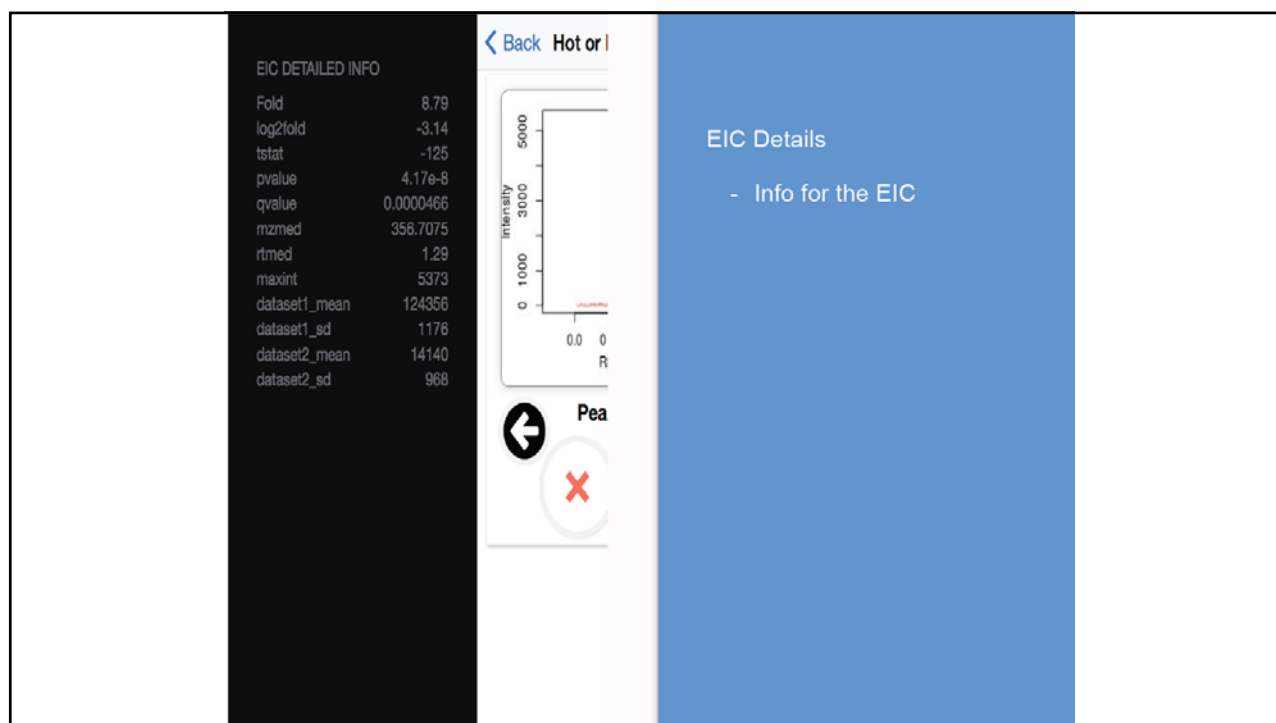 EIC DETAILED INFO
Fold 8.79
log2fold -3.14
tstat -125
pvalue 4.17e-8
qvalue 0.0000466
mzmed 356.7075
rtmed 1.29
maxint 5373
dataset1_mean 124356
dataset1_sd 1176
dataset2_mean 14140
dataset2_sd 968
Back Hot or
Intensity
5000
3000
1000
0
0.0 0
R
Pea
EIC Details
- Info for the EIC